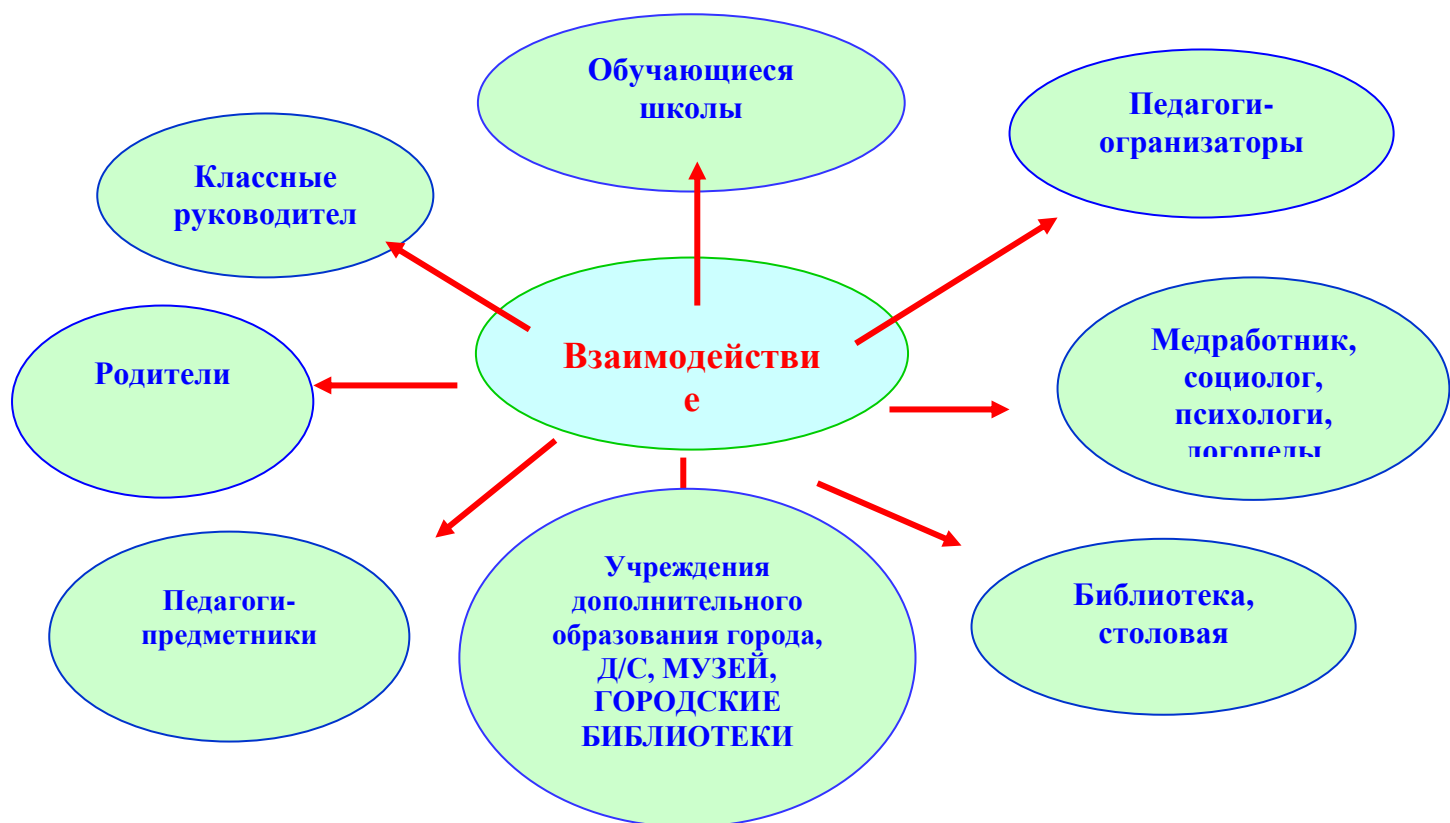 Обучающиеся
школы
Педагоги-
огранизаторы
Классные
руководител
Взаимодействи
е
Медработник,
социолог,
психологи,
логопеды
Родители
Педагоги-
предметники
Учреждения
дополнительного
образования города,
Д/С, МУЗЕЙ,
ГОРОДСКИЕ
БИБЛИОТЕКИ
Библиотека,
столовая